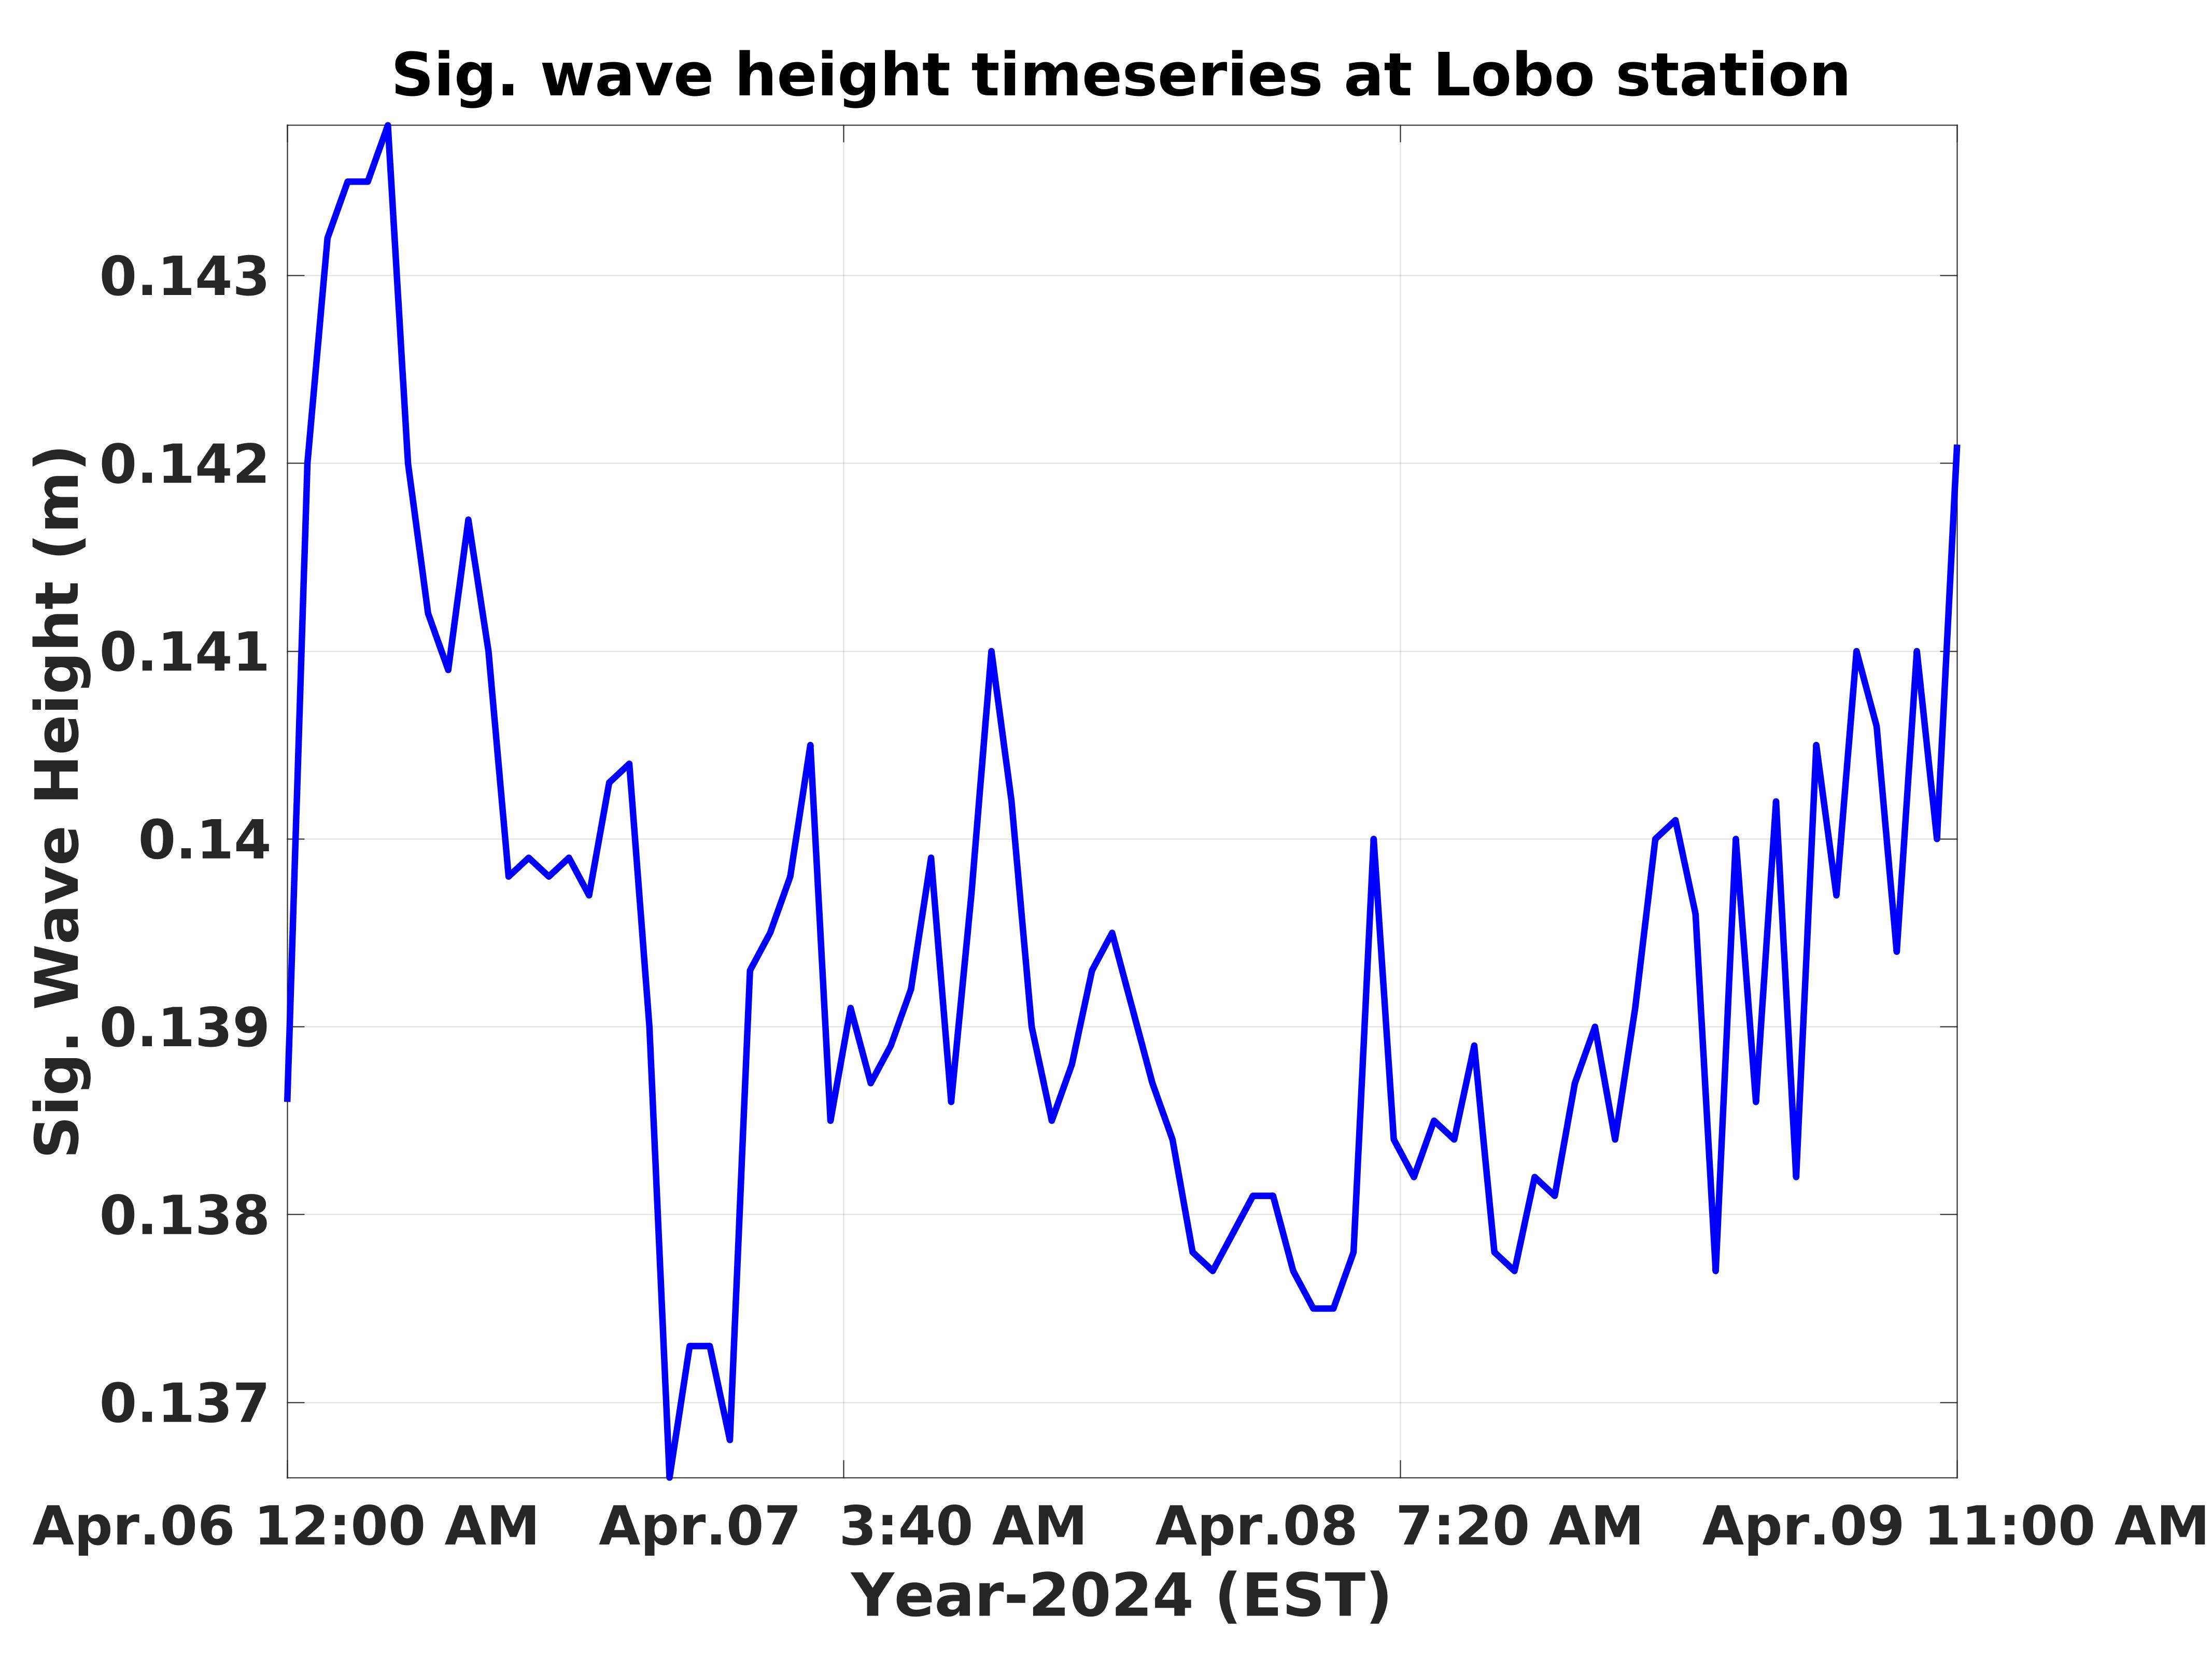 Sig. wave height timeseries at Lobo station
Sig. Wave Height (m)
0.143
0.142
0.141
0.14
0.139
0.138
0.137
Apr.06 12:00 AM Apr.07 3:40 AM Apr.08 7:20 AM Apr.09 11:00 AM
Year-2024 (EST)